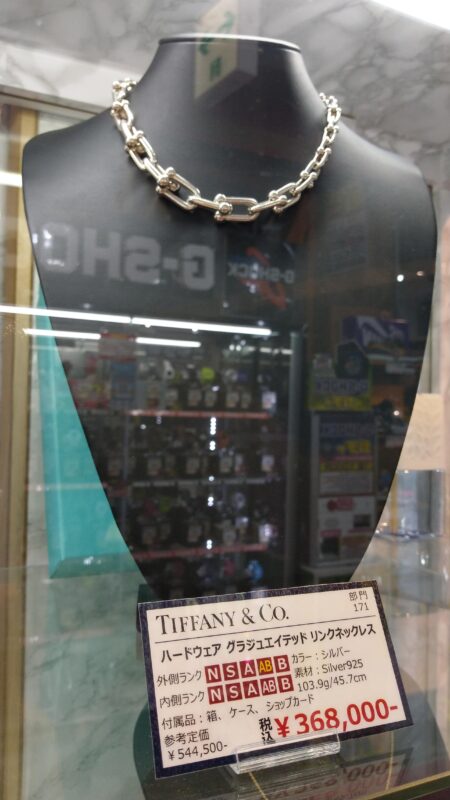 G-SHO
G-SHOCK
TIFFANY & CO.
部門
171
ハードウェア グラジュエイテッド リンクネックレス
外側ランク N S A AB B カラー：シルバー
内側ランク N S A AB B 素材：Silver925
103.9g/45.7cm
付属品：箱、ケース、ショップカード
参考定価
¥544,500-
税込 ¥368,000-